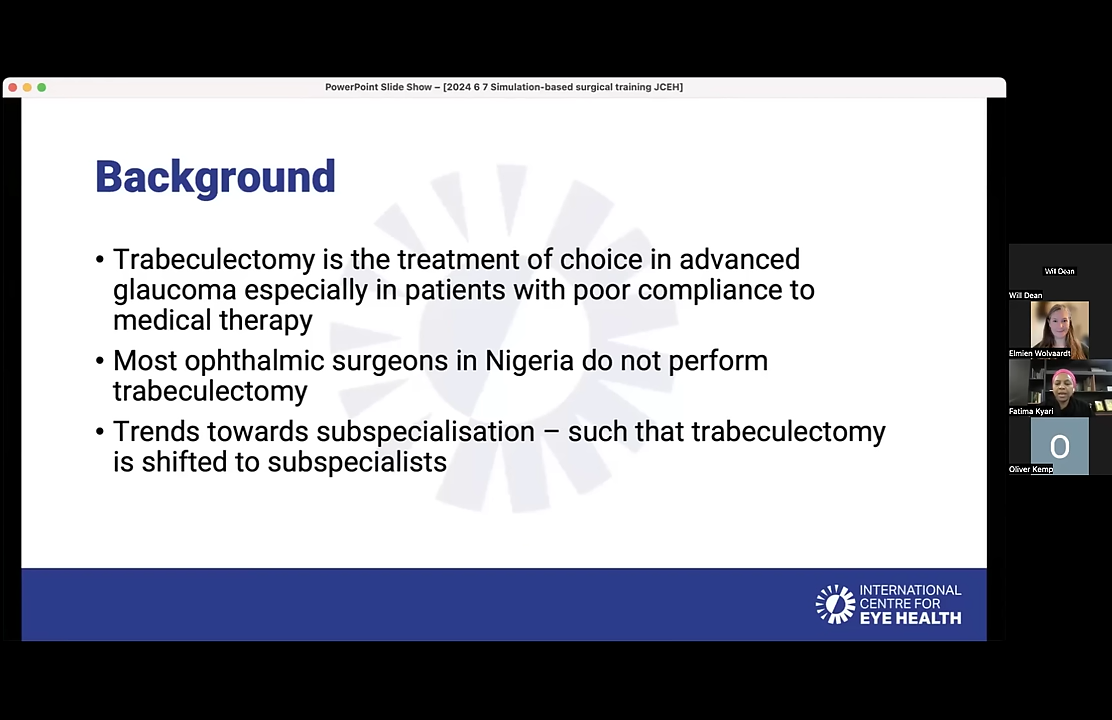 PowerPoint Slide Show – [2024 6 7 Simulation-based surgical training JCEH]
Background
• Trabeculectomy is the treatment of choice in advanced
glaucoma especially in patients with poor compliance to
medical therapy
• Most ophthalmic surgeons in Nigeria do not perform
trabeculectomy
• Trends towards subspecialisation – such that trabeculectomy
is shifted to subspecialists
INTERNATIONAL
CENTRE FOR
EYE HEALTH
Will Dean
Will Dean
Elmien Wolvaardt
Fatima Kyari
O
Oliver Kemp